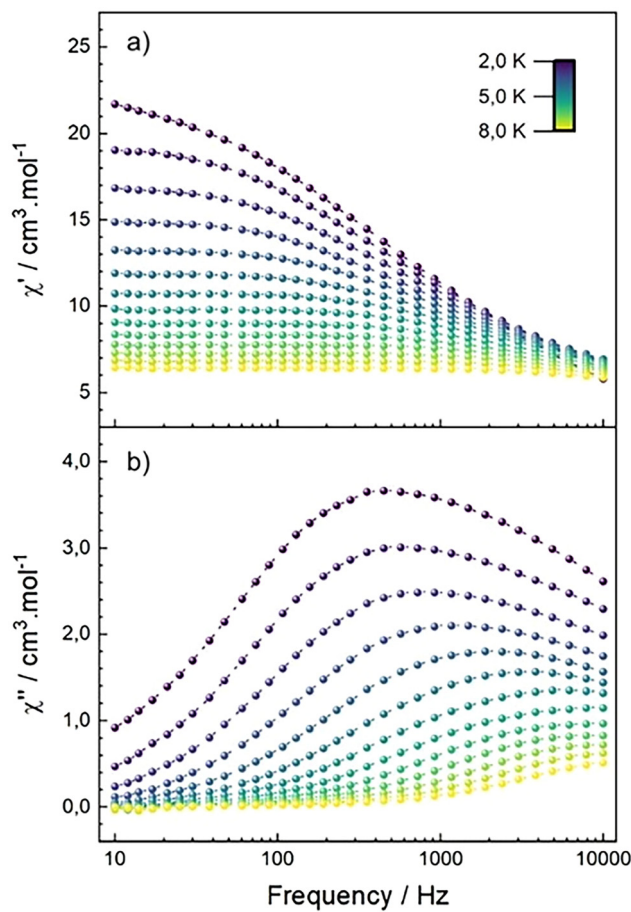 a)
2,0 K
5,0 K
8,0 K
25
20
15
10
5
χ' / cm³.mol⁻¹
b)
4,0
3,0
2,0
1,0
0,0
χ'' / cm³.mol⁻¹
10 100 1000 10000
Frequency / Hz